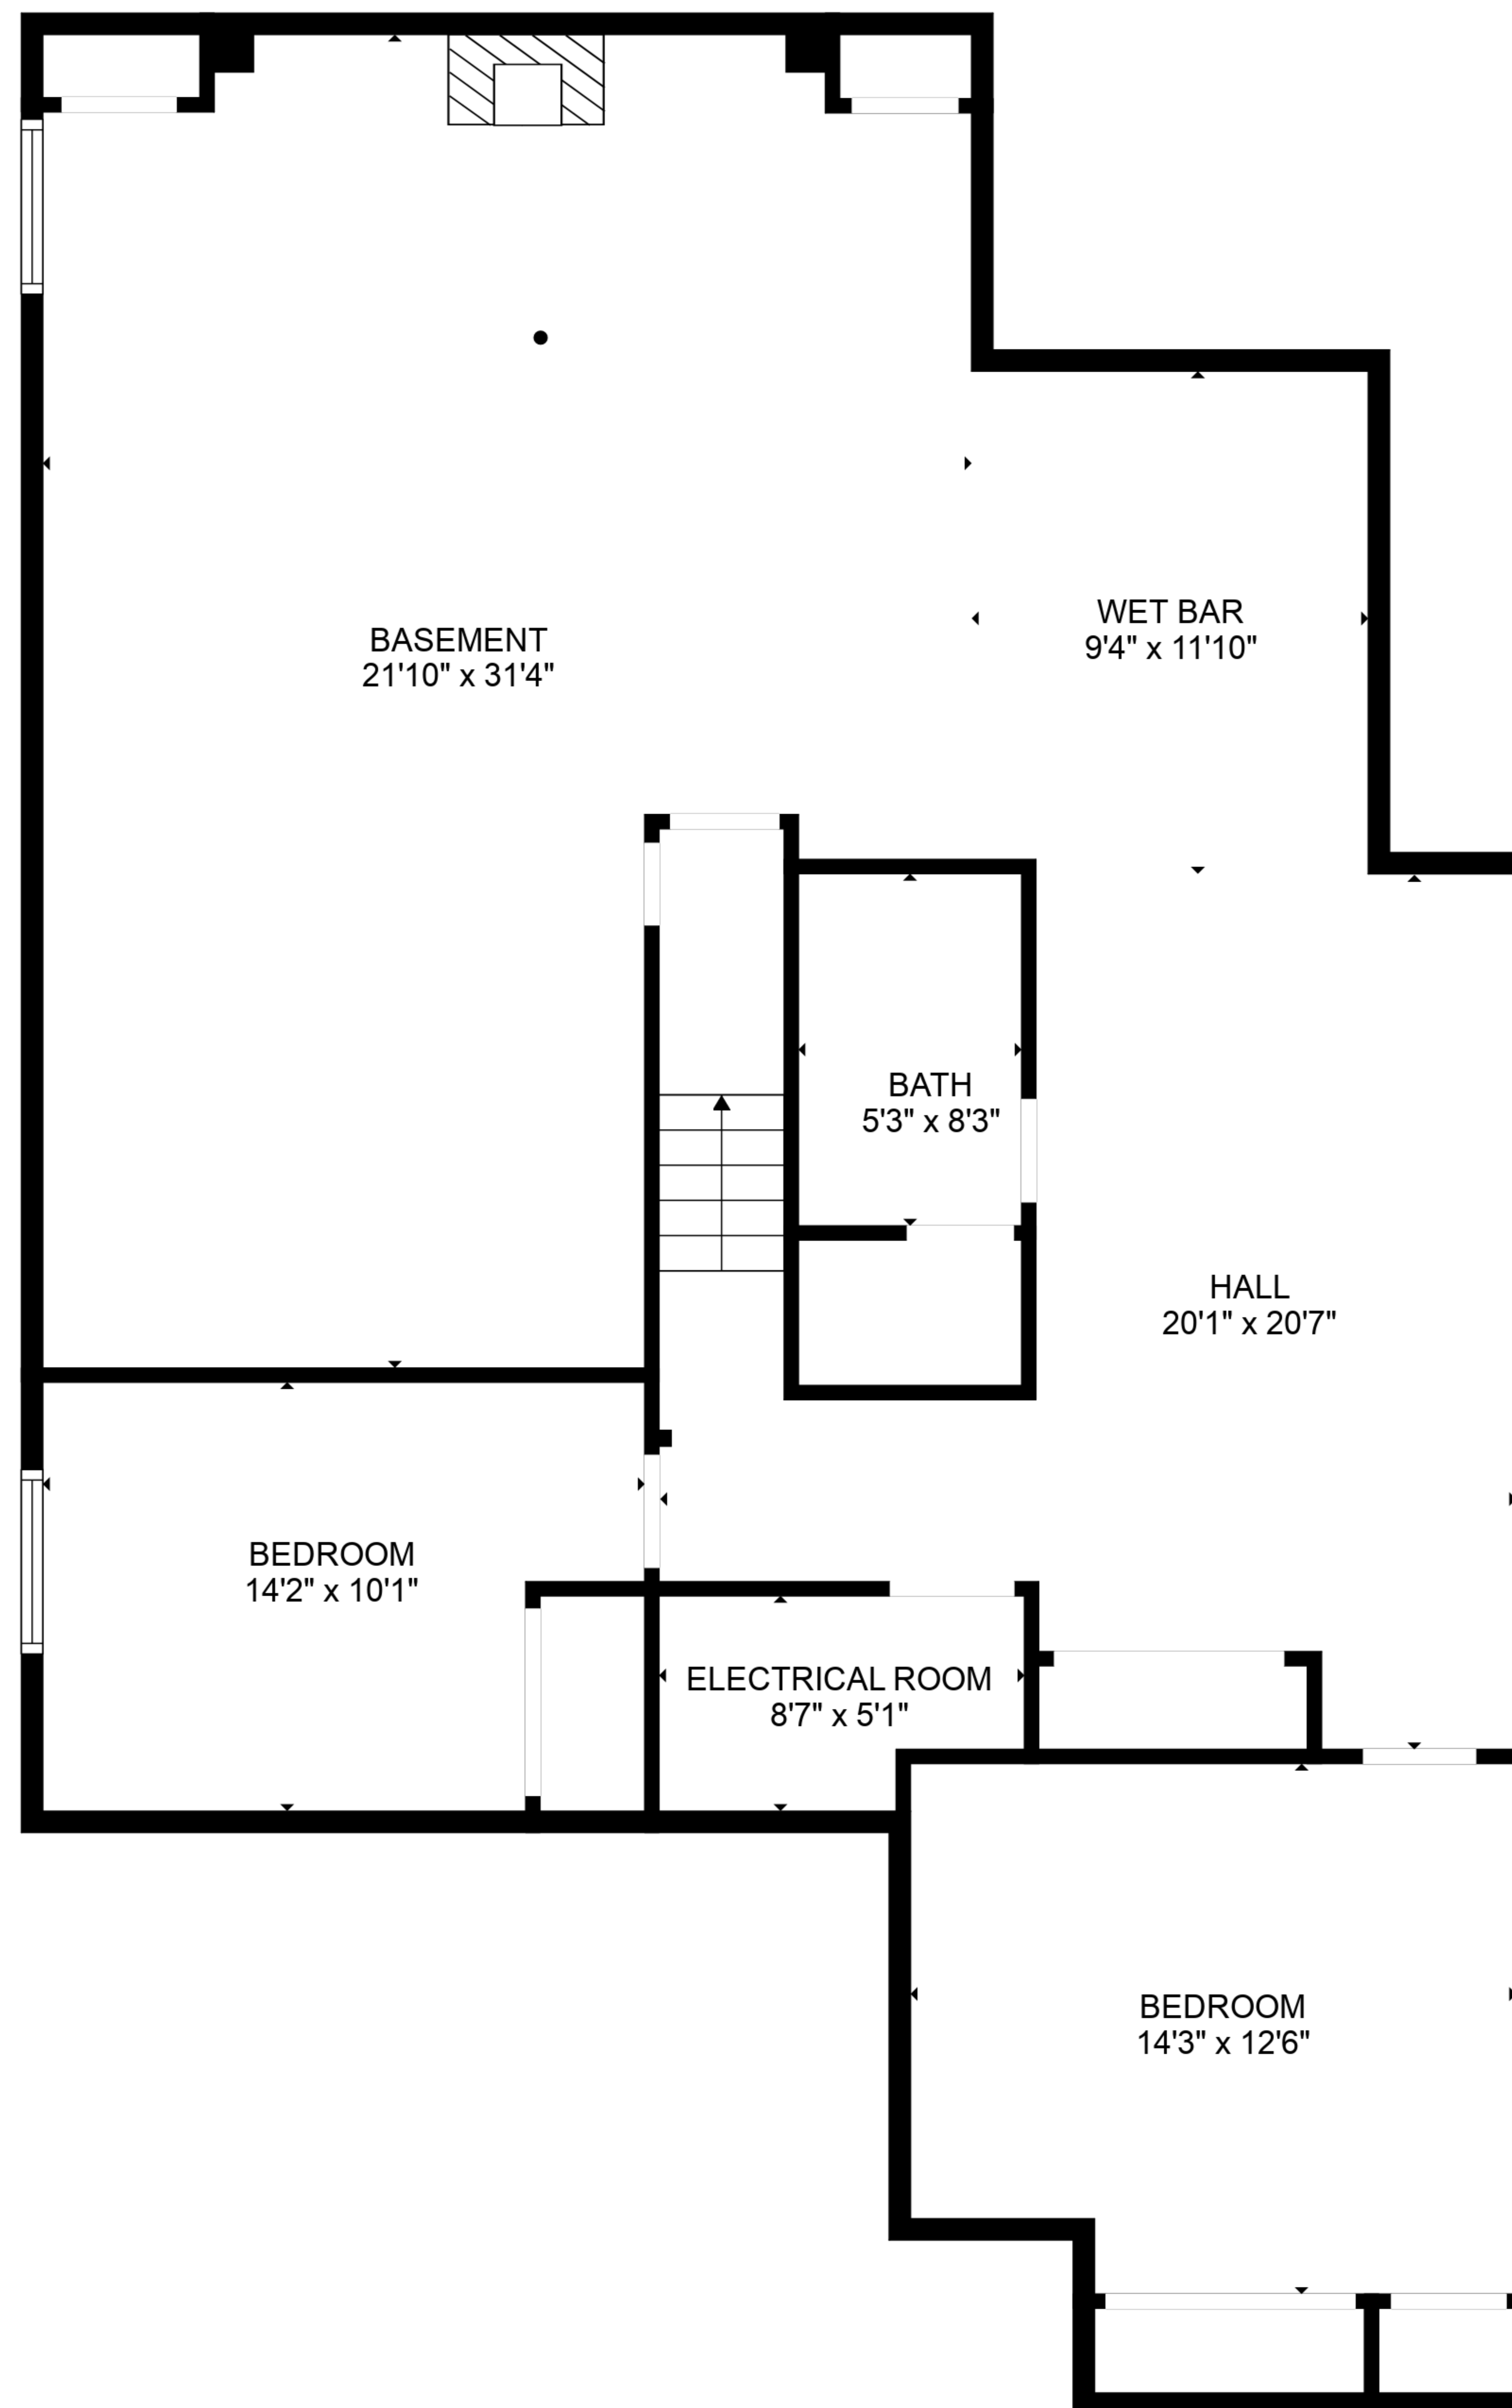 WET BAR
9'4" x 11'10"
BASEMENT
21'10" x 31'4"
BATH
5'3" x 8'3"
HALL
20'1" x 20'7"
BEDROOM
14'2" x 10'1"
ELECTRICAL ROOM
8'7" x 5'1"
BEDROOM
14'3" x 12'6"